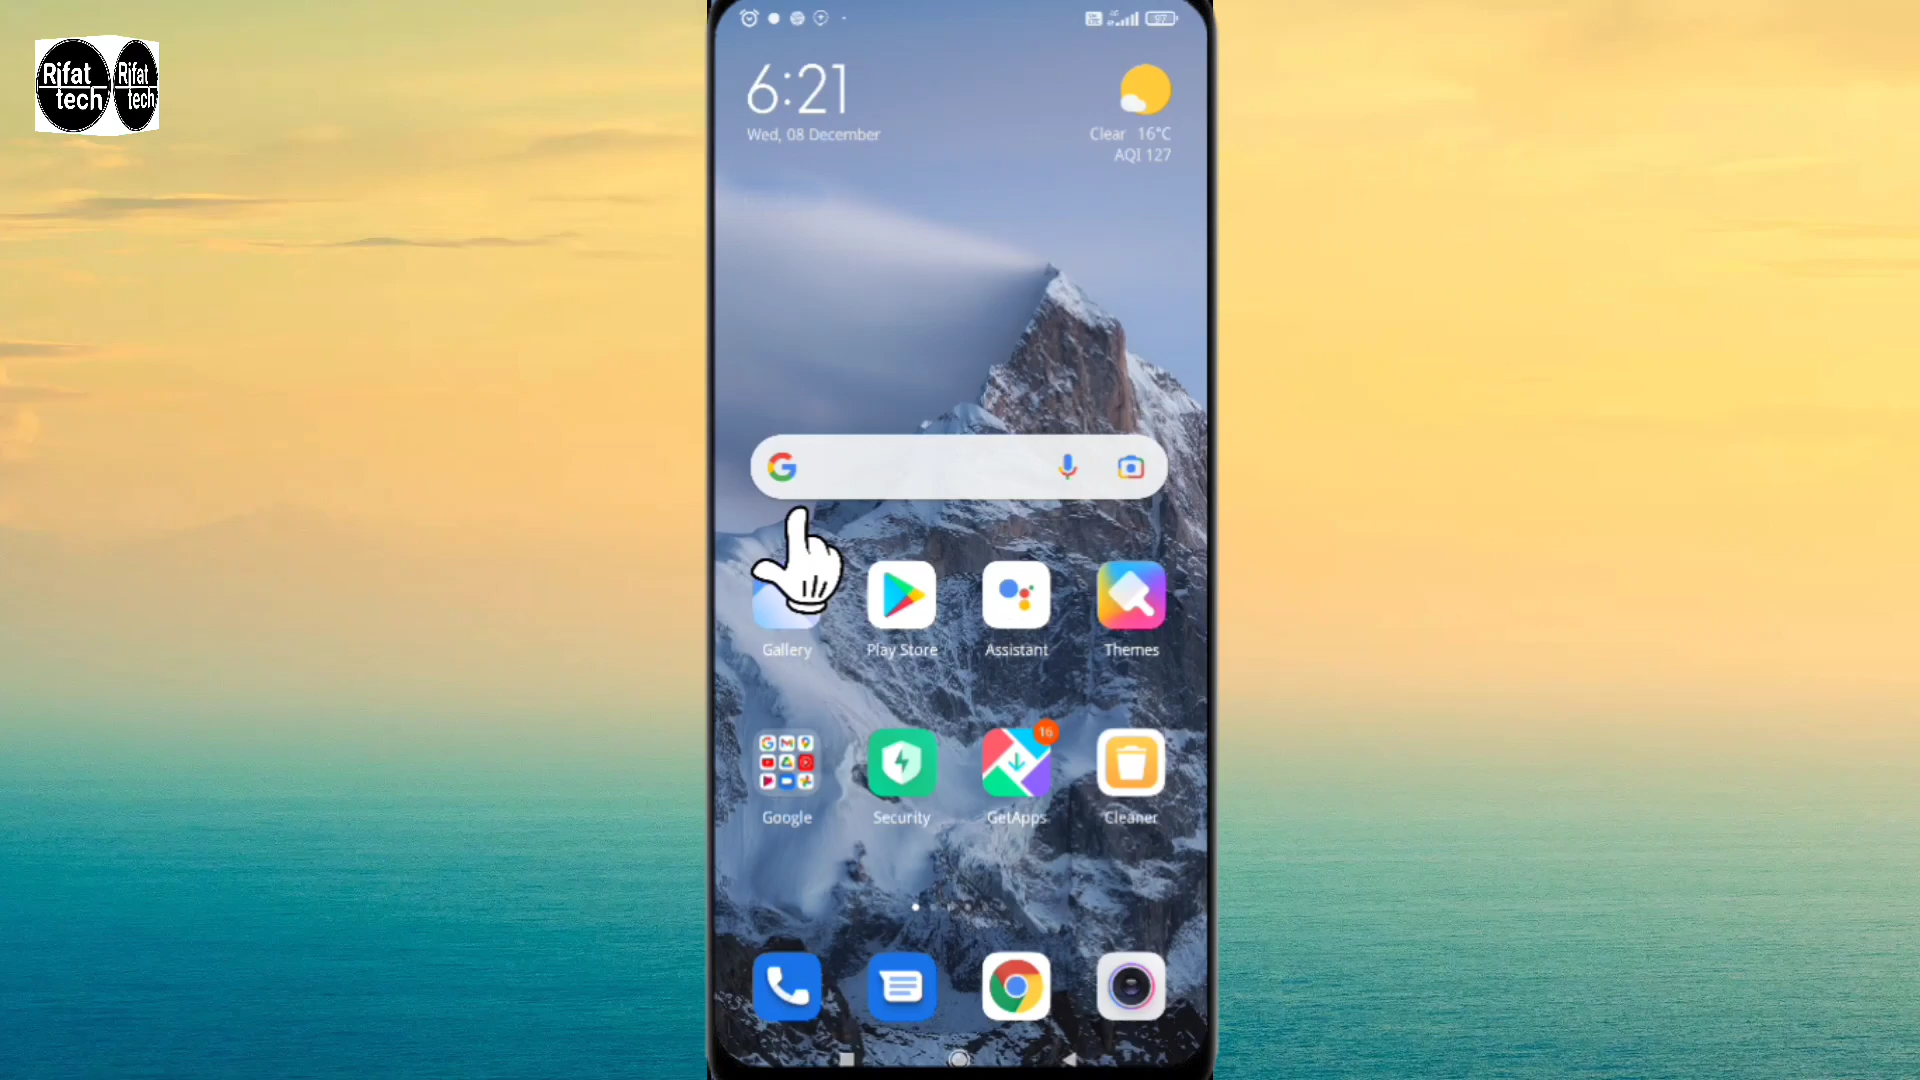 Rifat
tech
Rifat
tech
97
6:21
Wed, 08 December
Clear 16°C
AQI 127
G
Gallery
Play Store
Assistant
Themes
16
Google
Security
GetApps
Cleaner